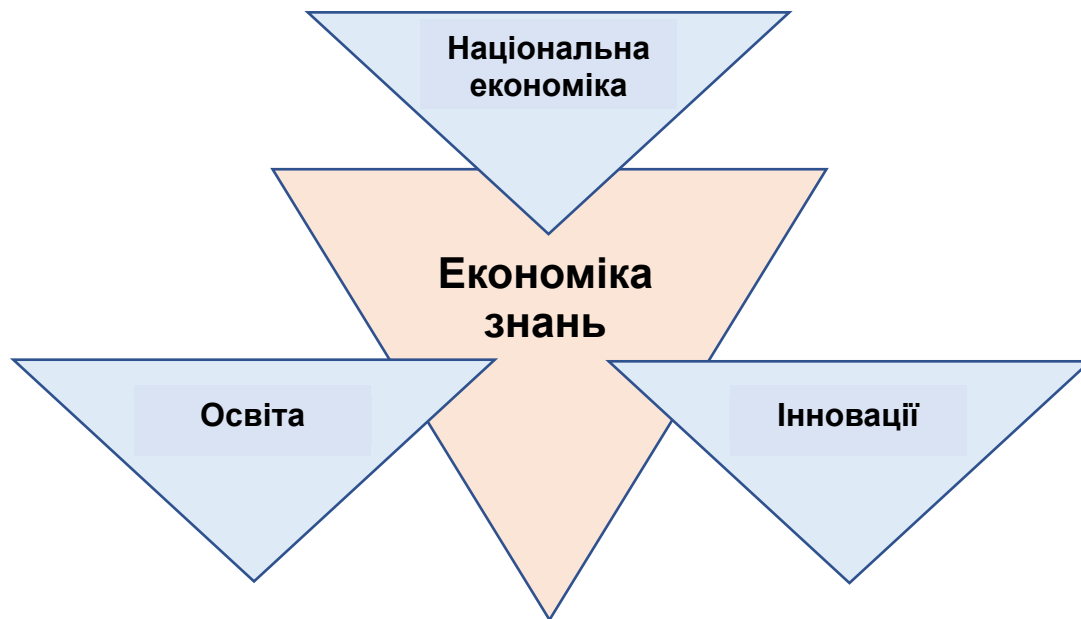 Національна
економіка
Економіка
знань
Освіта
Інновації